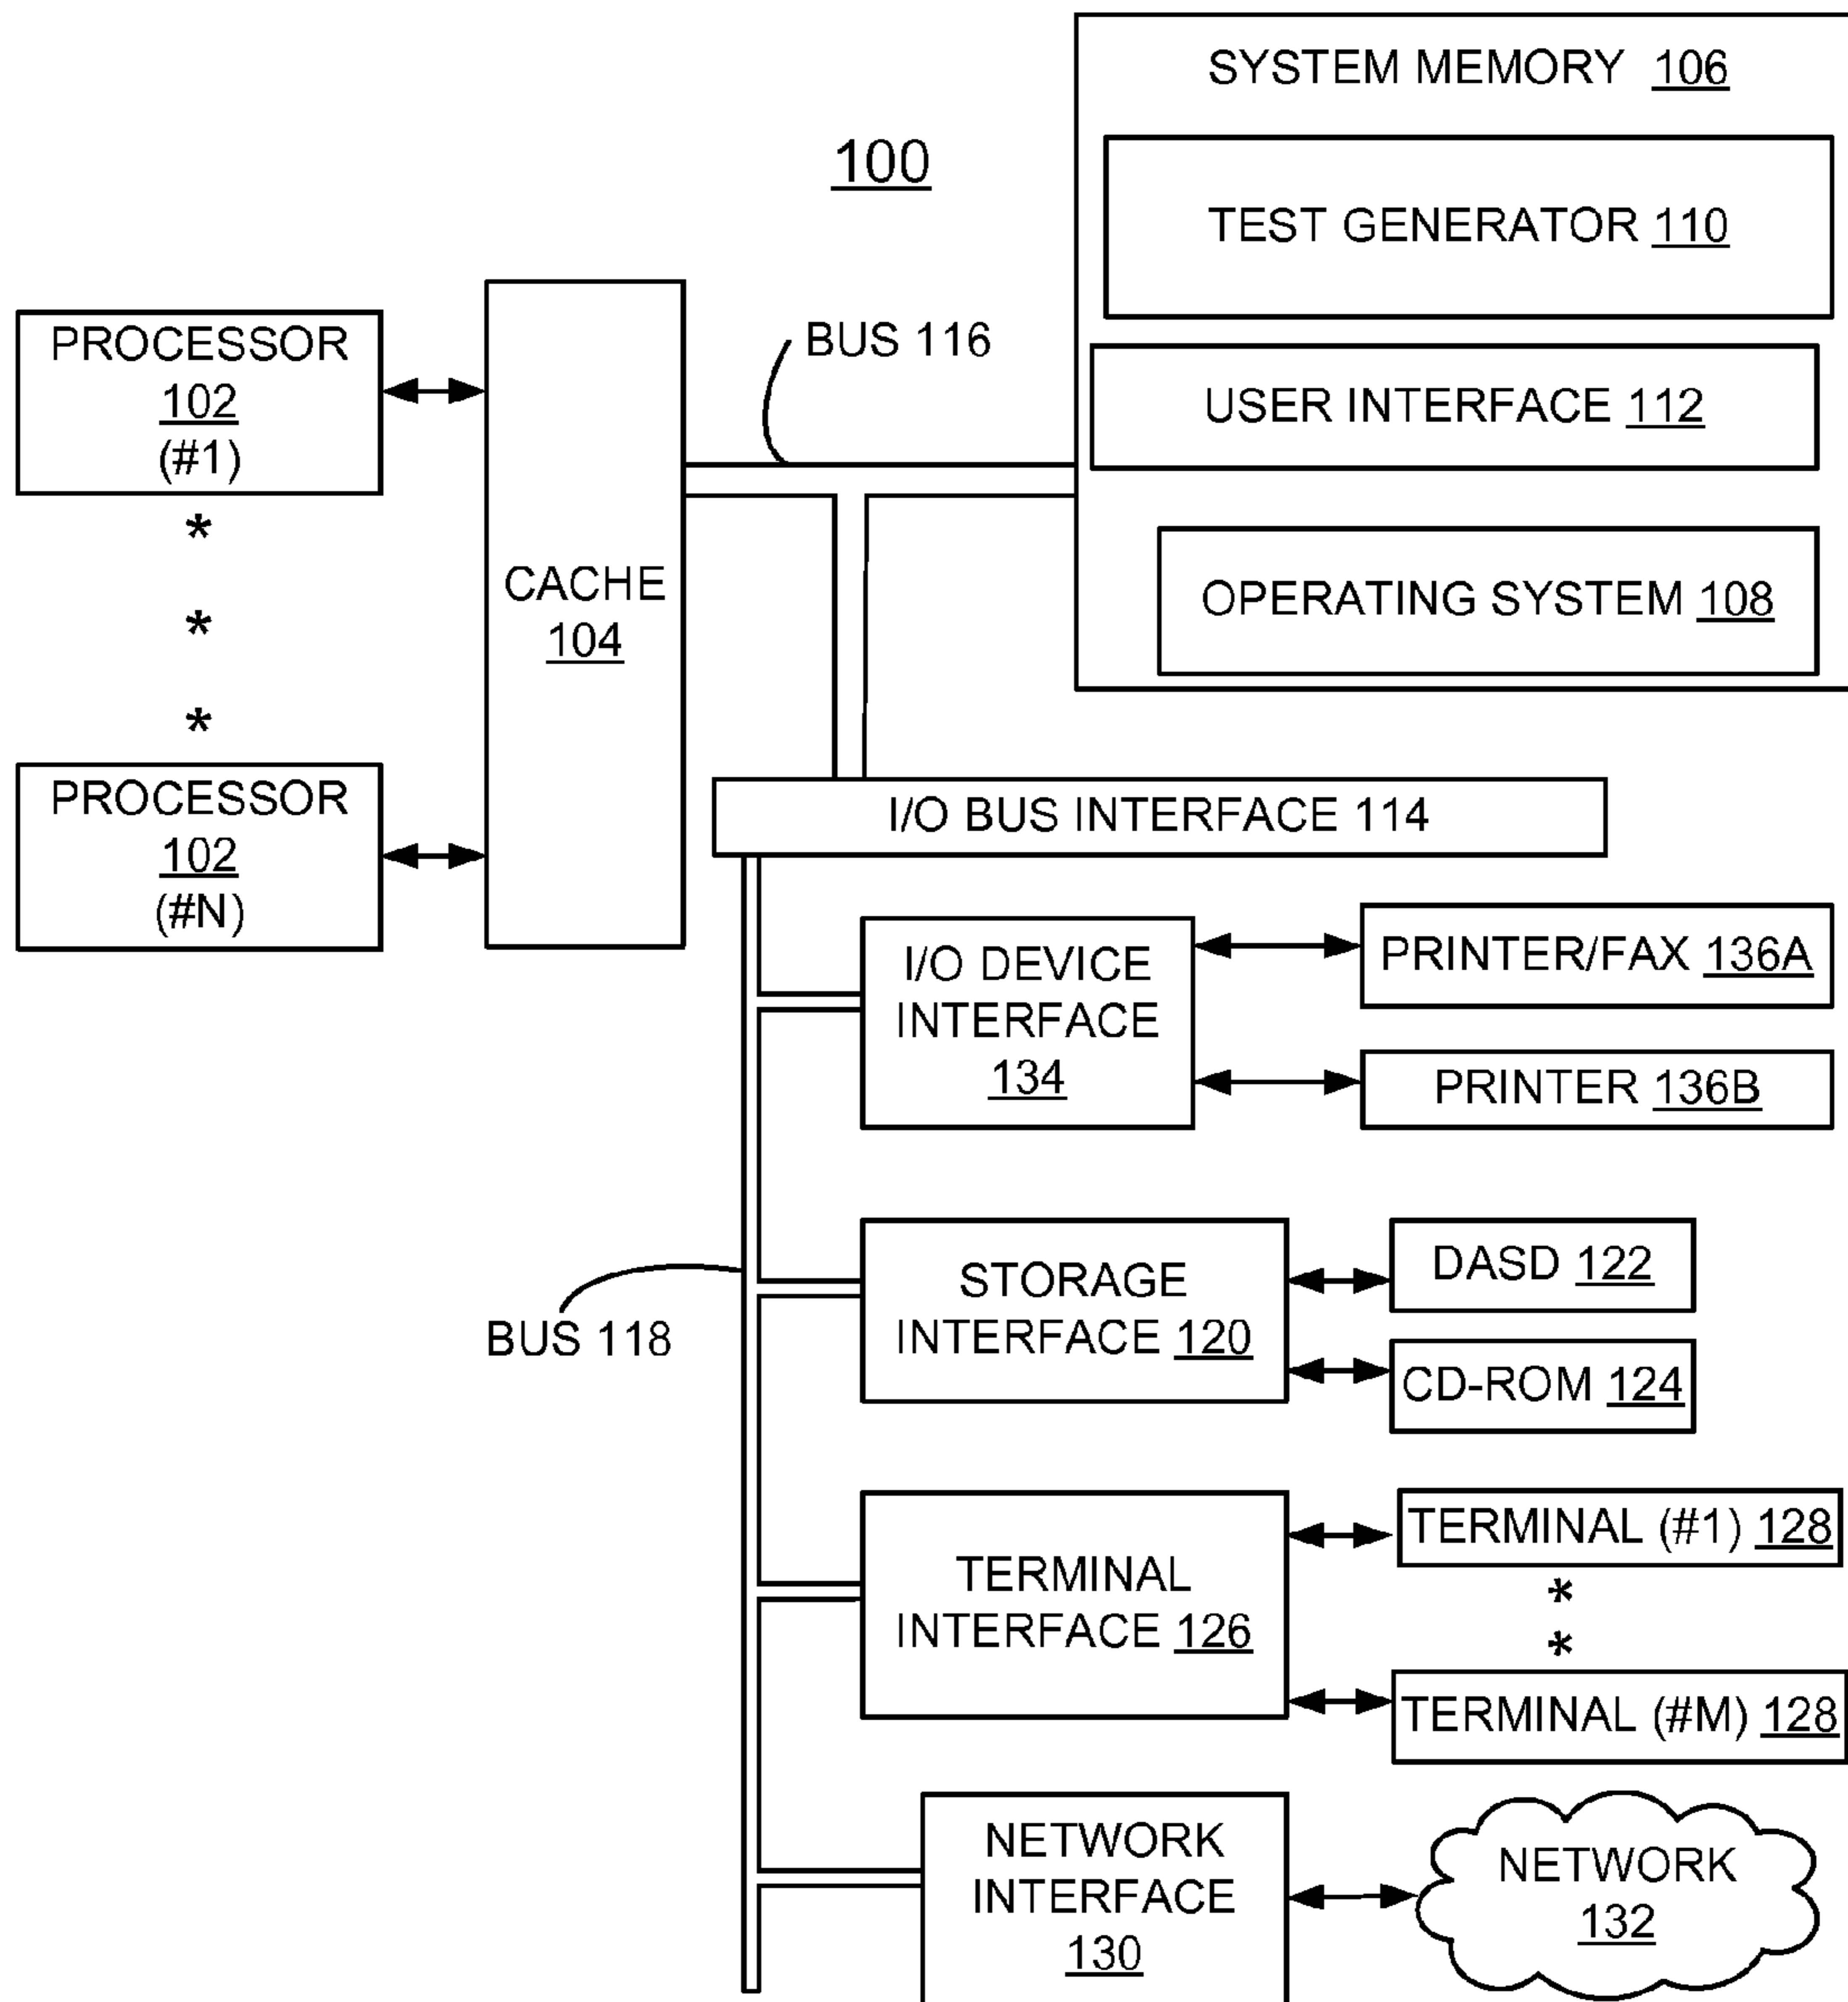 SYSTEM MEMORY 106
100
TEST GENERATOR 110
USER INTERFACE 112
OPERATING SYSTEM 108
PROCESSOR
102
(#1)
*
*
*
PROCESSOR
102
(#N)
CACHE
104
BUS 116
I/O BUS INTERFACE 114
I/O DEVICE
INTERFACE
134
PRINTER/FAX 136A
PRINTER 136B
BUS 118
STORAGE
INTERFACE 120
DASD 122
CD-ROM 124
TERMINAL
INTERFACE 126
TERMINAL (#1) 128
*
*
TERMINAL (#M) 128
NETWORK
INTERFACE
130
NETWORK
132